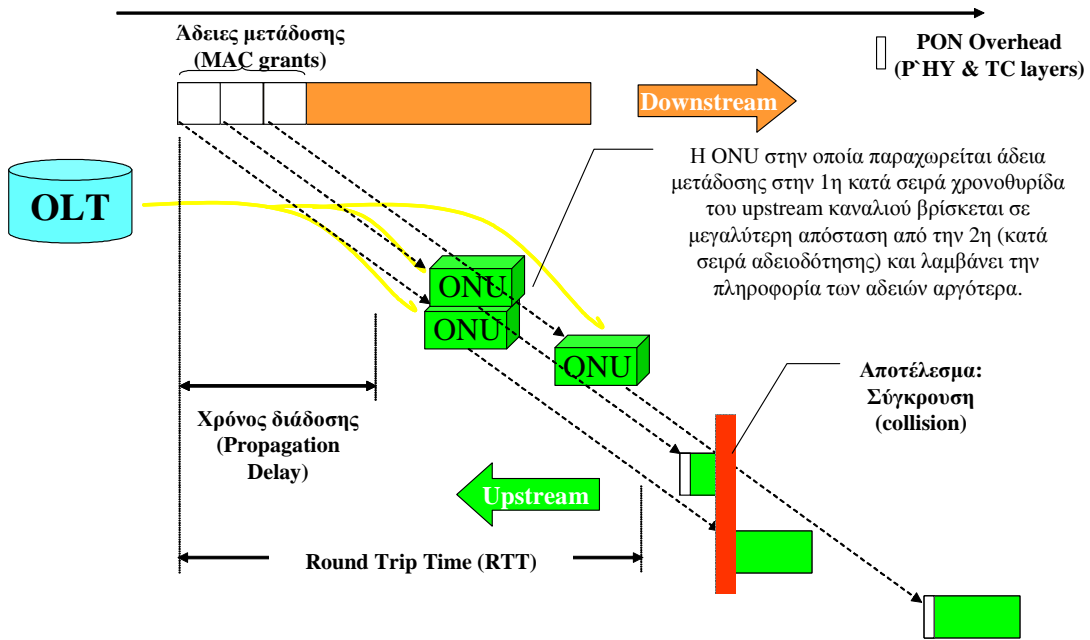 Άδειες μετάδοσης
(MAC grants)
PON Overhead
(P`HY & TC layers)
Downstream
Η ONU στην οποία παραχωρείται άδεια
μετάδοσης στην 1η κατά σειρά χρονοθυρίδα
του upstream καναλιού βρίσκεται σε
μεγαλύτερη απόσταση από την 2η (κατά
σειρά αδειοδότησης) και λαμβάνει την
πληροφορία των αδειών αργότερα.
OLT
ONU
ONU
ONU
Αποτέλεσμα:
Σύγκρουση
(collision)
Χρόνος διάδοσης
(Propagation
Delay)
Upstream
Round Trip Time (RTT)